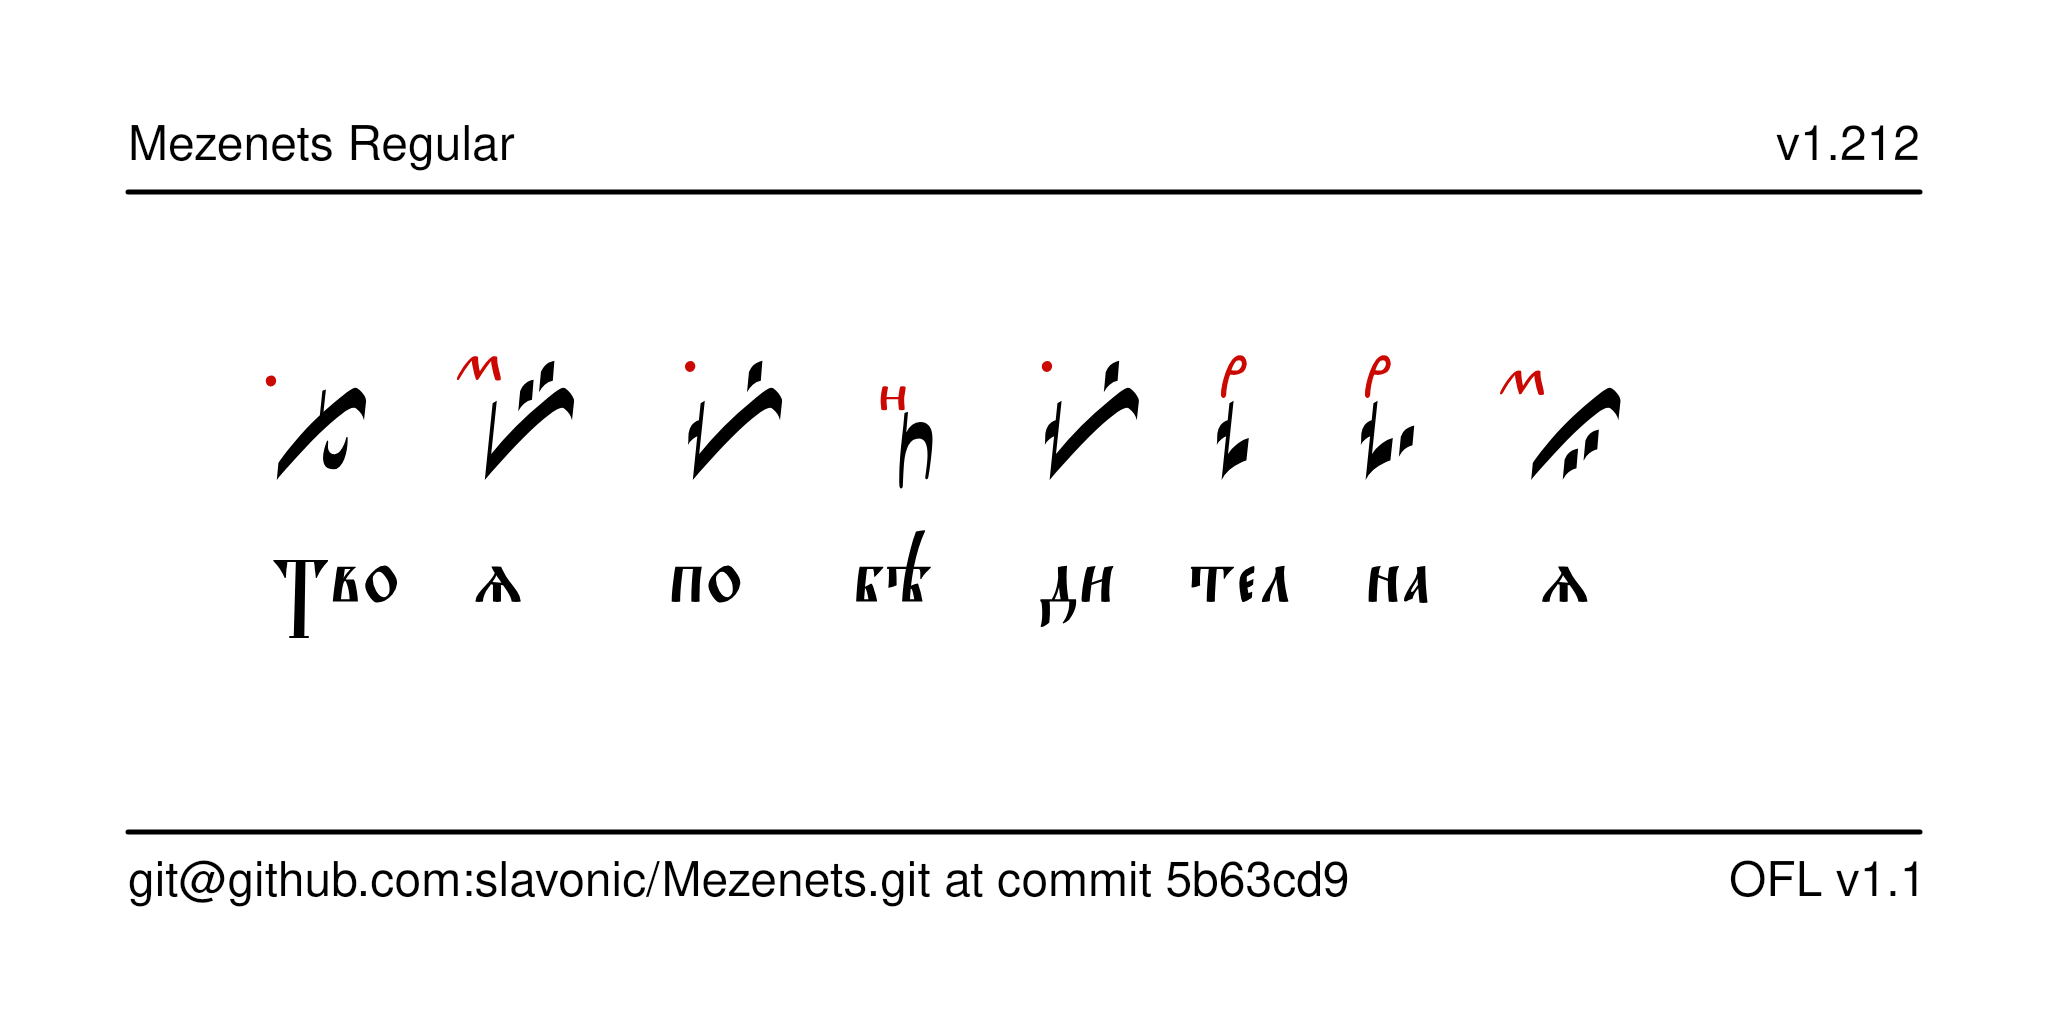 Mezenets Regular v1.212
Тво ѧ по бѣ ди тел на ѧ
git@github.com:slavonic/Mezenets.git at commit 5b63cd9 OFL v1.1